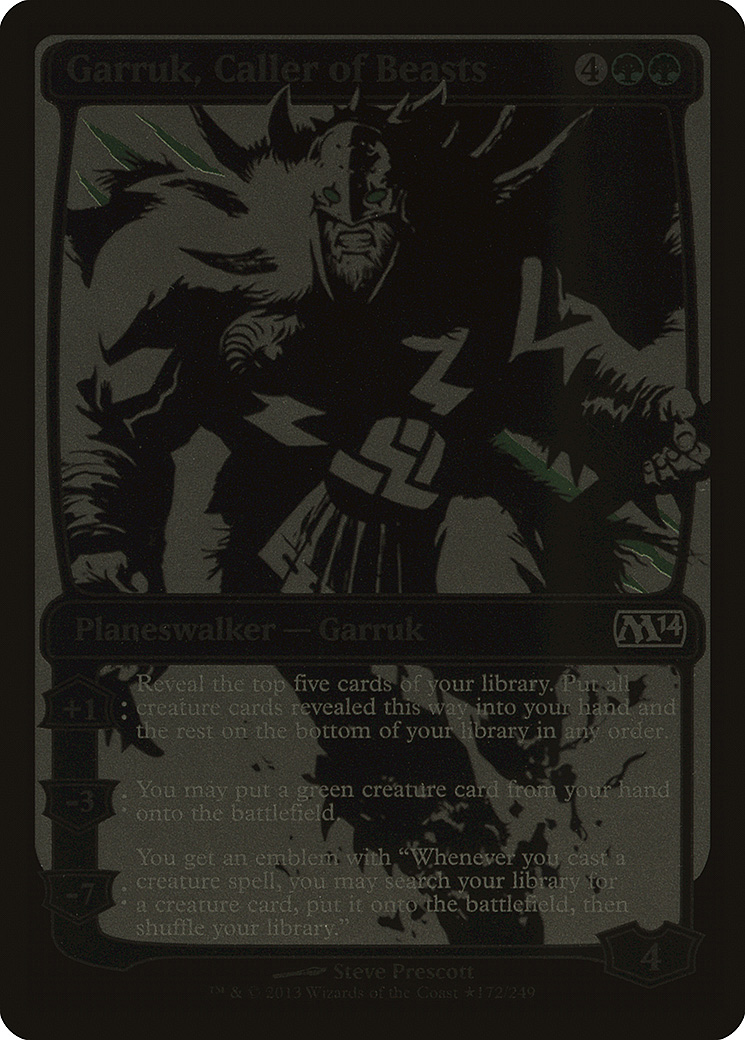 Garruk, Caller of Beasts 4
Planeswalker — Garruk M14
+1: Reveal the top five cards of your library. Put all
creature cards revealed this way into your hand and
the rest on the bottom of your library in any order.
-3: You may put a green creature card from your hand
onto the battlefield.
-7: You get an emblem with “Whenever you cast a
creature spell, you may search your library for
a creature card, put it onto the battlefield, then
shuffle your library.”
4
Steve Prescott
™ & © 2013 Wizards of the Coast ★172/249